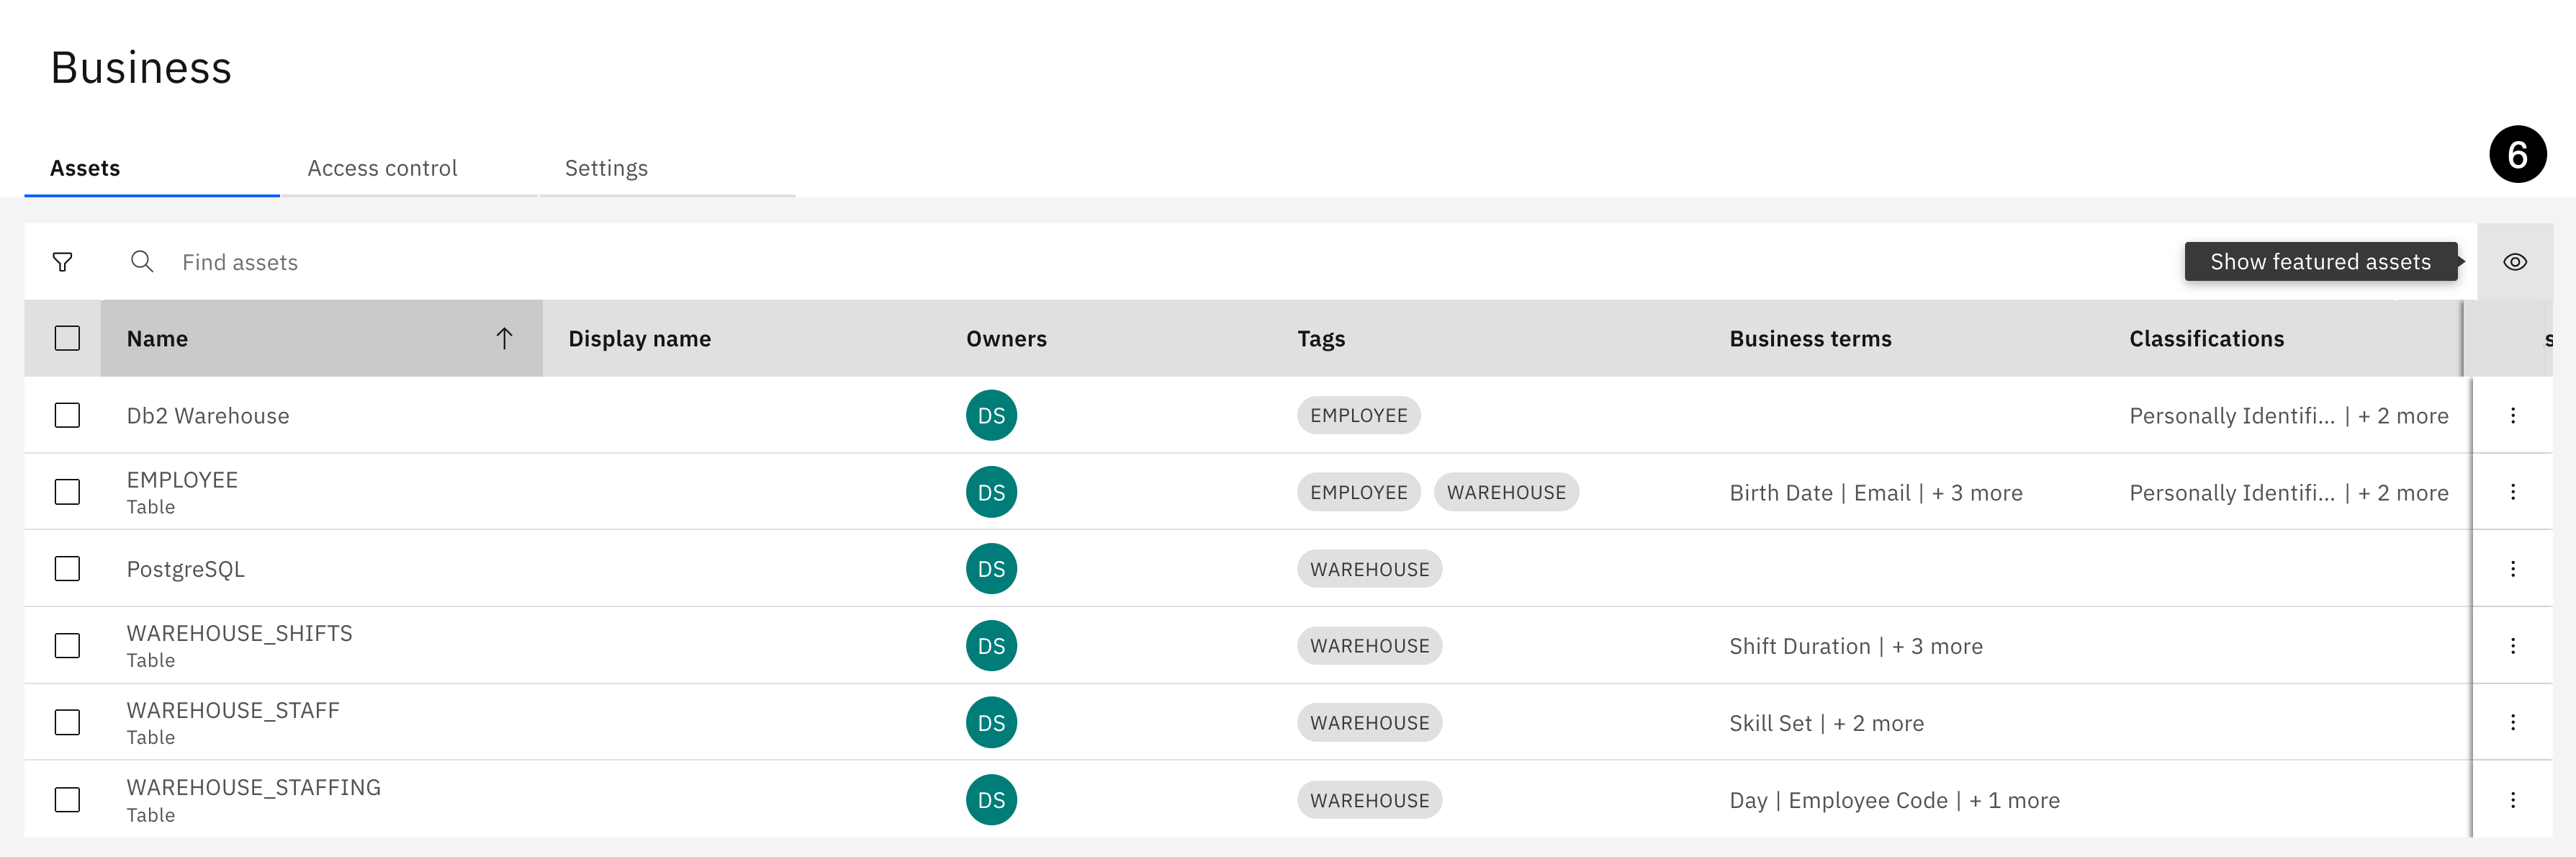 Business
Assets Access control Settings 6
Find assets Show featured assets
Name Display name Owners Tags Business terms Classifications s
Db2 Warehouse DS EMPLOYEE Personally Identifi... | + 2 more
EMPLOYEE DS EMPLOYEE WAREHOUSE Birth Date | Email | + 3 more Personally Identifi... | + 2 more
Table
PostgreSQL DS WAREHOUSE
WAREHOUSE_SHIFTS DS WAREHOUSE Shift Duration | + 3 more
Table
WAREHOUSE_STAFF DS WAREHOUSE Skill Set | + 2 more
Table
WAREHOUSE_STAFFING DS WAREHOUSE Day | Employee Code | + 1 more
Table